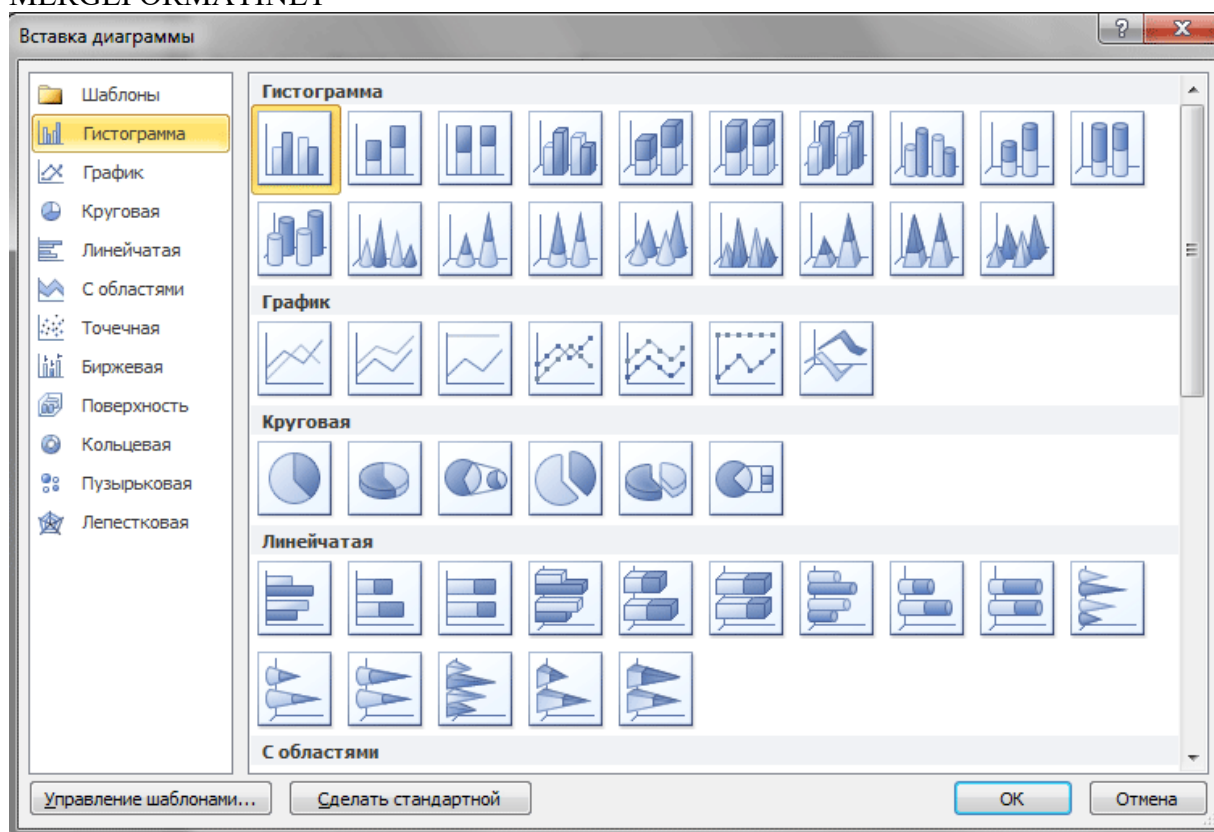 MERGEFORMATINET
Вставка диаграммы
Шаблоны
Гистограмма
График
Круговая
Линейчатая
С областями
Точечная
Биржевая
Поверхность
Кольцевая
Пузырьковая
Лепестковая
Гистограмма
График
Круговая
Линейчатая
С областями
Управление шаблонами...
Сделать стандартной
ОК
Отмена